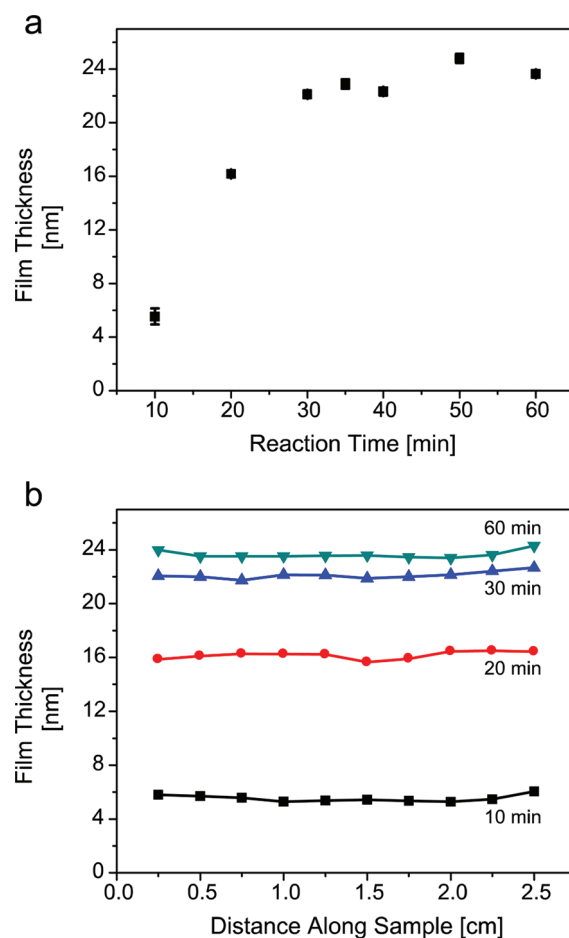 a
24
22
16
12
8
4
0
Film Thickness
[nm]
10
20
30
40
50
60
Reaction Time [min]
b
24
22
16
12
8
4
0
Film Thickness
[nm]
60 min
30 min
20 min
10 min
0.0
0.5
1.0
1.5
2.0
2.5
Distance Along Sample [cm]